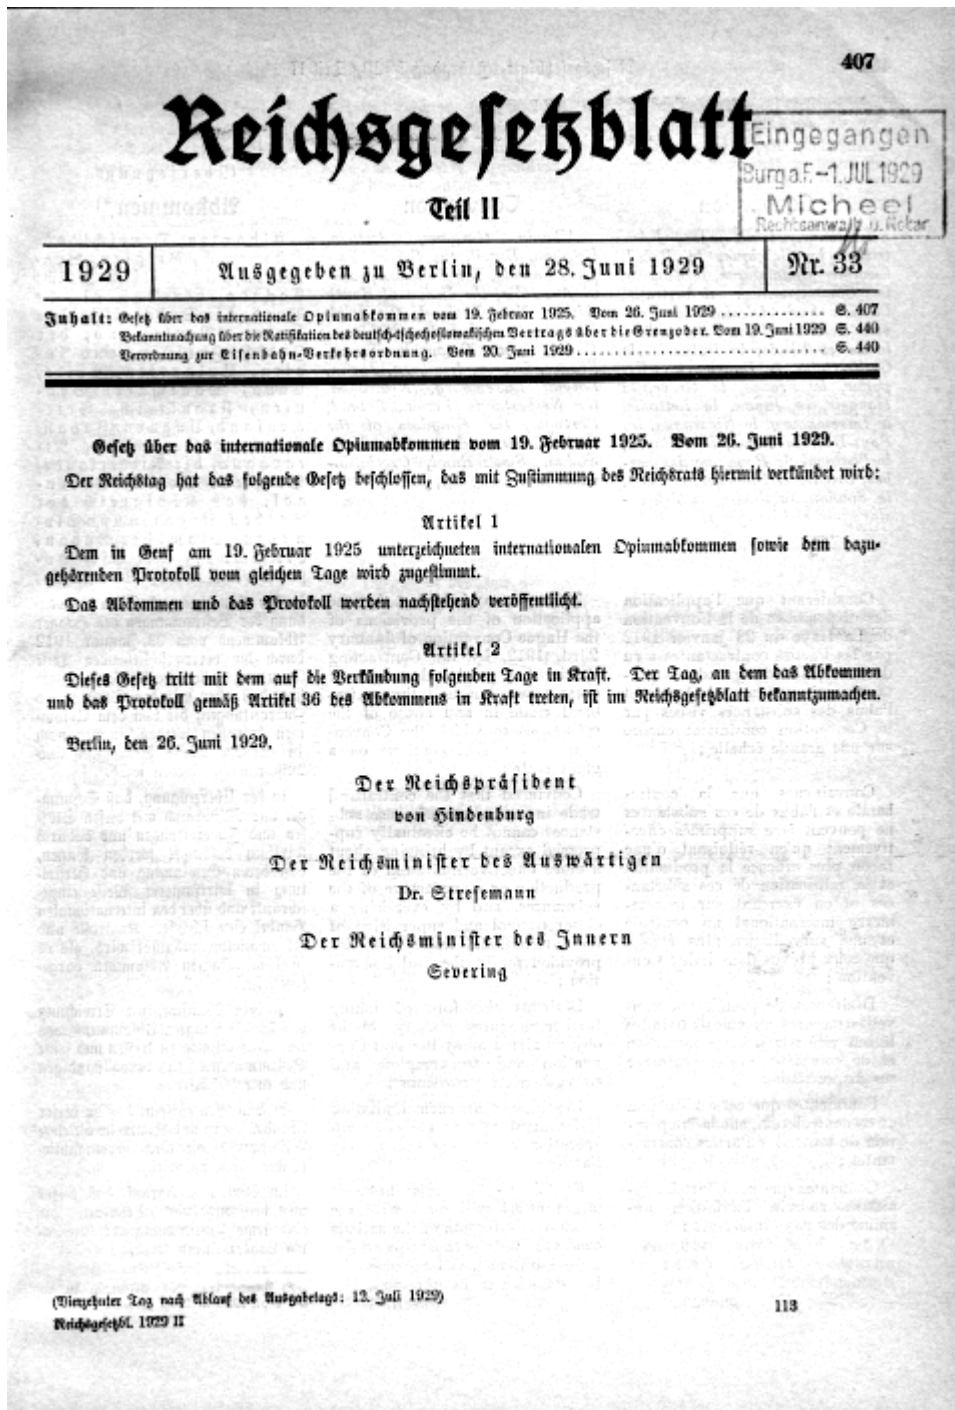 407
Reichsgesetzblatt
Eingegangen
Burg a.F. -1. JUL 1929
Micheel
Rechtsanwalt u. Notar
Teil II
1929
Ausgegeben zu Berlin, den 28. Juni 1929
Nr. 33
Inhalt: Gesetz über das internationale Opiumabkommen vom 19. Februar 1925. Vom 26. Juni 1929 .............. S. 407
Bekanntmachung über die Ratifikation des deutsch-tschechoslowakischen Vertrags über die Grenzoder. Vom 19. Juni 1929 S. 440
Verordnung zur Eisenbahn-Verkehrsordnung. Vom 20. Juni 1929 .............................. S. 440
Gesetz über das internationale Opiumabkommen vom 19. Februar 1925. Vom 26. Juni 1929.
Der Reichstag hat das folgende Gesetz beschlossen, das mit Zustimmung des Reichsrats hiermit verkündet wird:
Artikel 1
Dem in Genf am 19. Februar 1925 unterzeichneten internationalen Opiumabkommen sowie dem dazu-
gehörenden Protokoll vom gleichen Tage wird zugestimmt.
Das Abkommen und das Protokoll werden nachstehend veröffentlicht.
Artikel 2
Dieses Gesetz tritt mit dem auf die Verkündung folgenden Tage in Kraft. Der Tag, an dem das Abkommen
und das Protokoll gemäß Artikel 36 des Abkommens in Kraft treten, ist im Reichsgesetzblatt bekanntzumachen.
Berlin, den 26. Juni 1929.
Der Reichspräsident
von Hindenburg
Der Reichsminister des Auswärtigen
Dr. Stresemann
Der Reichsminister des Innern
Severing
(Vierzehnter Tag nach Ablauf des Ausgabetags: 12. Juli 1929)
Reichsgesetzbl. 1929 II
113